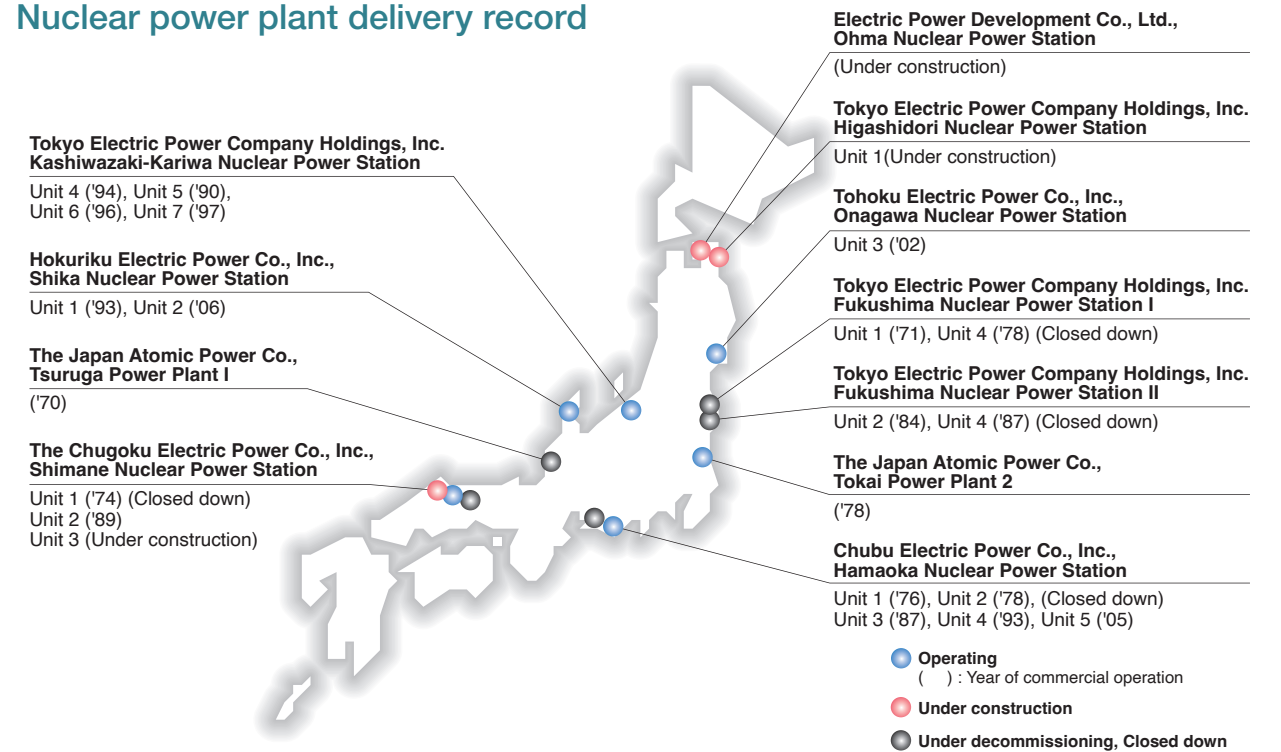 Nuclear power plant delivery record
Tokyo Electric Power Company Holdings, Inc.
Kashiwazaki-Kariwa Nuclear Power Station
Unit 4 ('94), Unit 5 ('90),
Unit 6 ('96), Unit 7 ('97)
Hokuriku Electric Power Co., Inc.,
Shika Nuclear Power Station
Unit 1 ('93), Unit 2 ('06)
The Japan Atomic Power Co.,
Tsuruga Power Plant I
('70)
The Chugoku Electric Power Co., Inc.,
Shimane Nuclear Power Station
Unit 1 ('74) (Closed down)
Unit 2 ('89)
Unit 3 (Under construction)
Electric Power Development Co., Ltd.,
Ohma Nuclear Power Station
(Under construction)
Tokyo Electric Power Company Holdings, Inc.
Higashidori Nuclear Power Station
Unit 1(Under construction)
Tohoku Electric Power Co., Inc.,
Onagawa Nuclear Power Station
Unit 3 ('02)
Tokyo Electric Power Company Holdings, Inc.
Fukushima Nuclear Power Station I
Unit 1 ('71), Unit 4 ('78) (Closed down)
Tokyo Electric Power Company Holdings, Inc.
Fukushima Nuclear Power Station II
Unit 2 ('84), Unit 4 ('87) (Closed down)
The Japan Atomic Power Co.,
Tokai Power Plant 2
('78)
Chubu Electric Power Co., Inc.,
Hamaoka Nuclear Power Station
Unit 1 ('76), Unit 2 ('78), (Closed down)
Unit 3 ('87), Unit 4 ('93), Unit 5 ('05)
Operating
( ) : Year of commercial operation
Under construction
Under decommissioning, Closed down